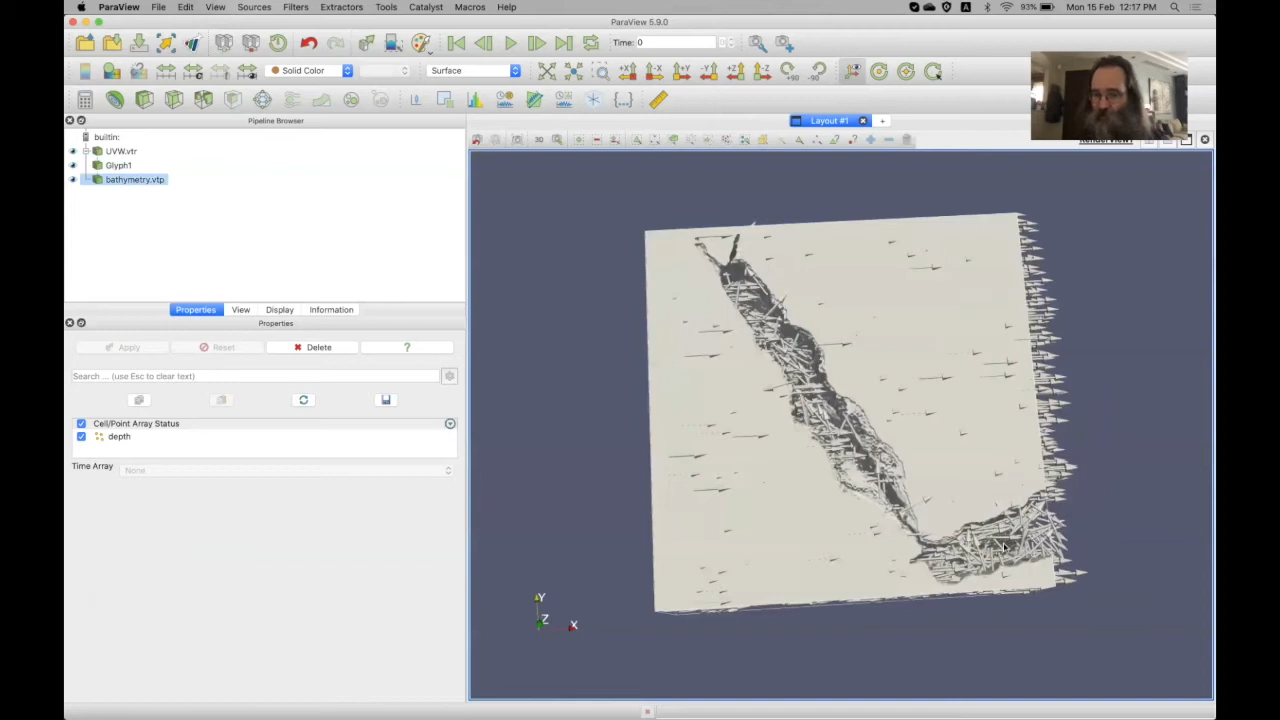 ParaView File Edit View Sources Filters Extractors Tools Catalyst Macros Help
93% Mon 15 Feb 12:17 PM
ParaView 5.9.0
Time: 0
Solid Color Surface +X -X +Y -Y +Z -Z +90 -90
Pipeline Browser Layout #1 +
3D
builtin:
UVW.vtr
Glyph1
bathymetry.vtp
Properties View Display Information
Properties
Apply Reset Delete ?
Search ... (use Esc to clear text)
Cell/Point Array Status
depth
Time Array None
Y
Z
X